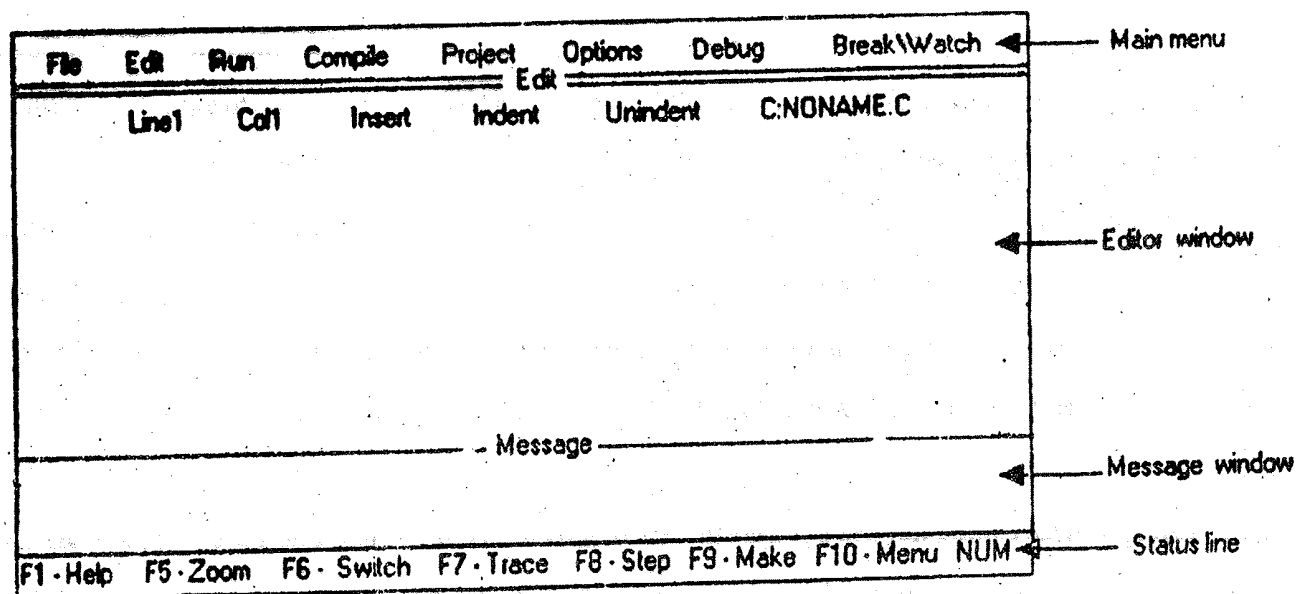 File Edit Run Compile Project Options Debug Break\Watch Main menu
Edit
Line1 Col1 Insert Indent Unindent C:NONAME.C
Editor window
Message
Message window
F1 - Help F5 - Zoom F6 - Switch F7 - Trace F8 - Step F9 - Make F10 - Menu NUM Status line